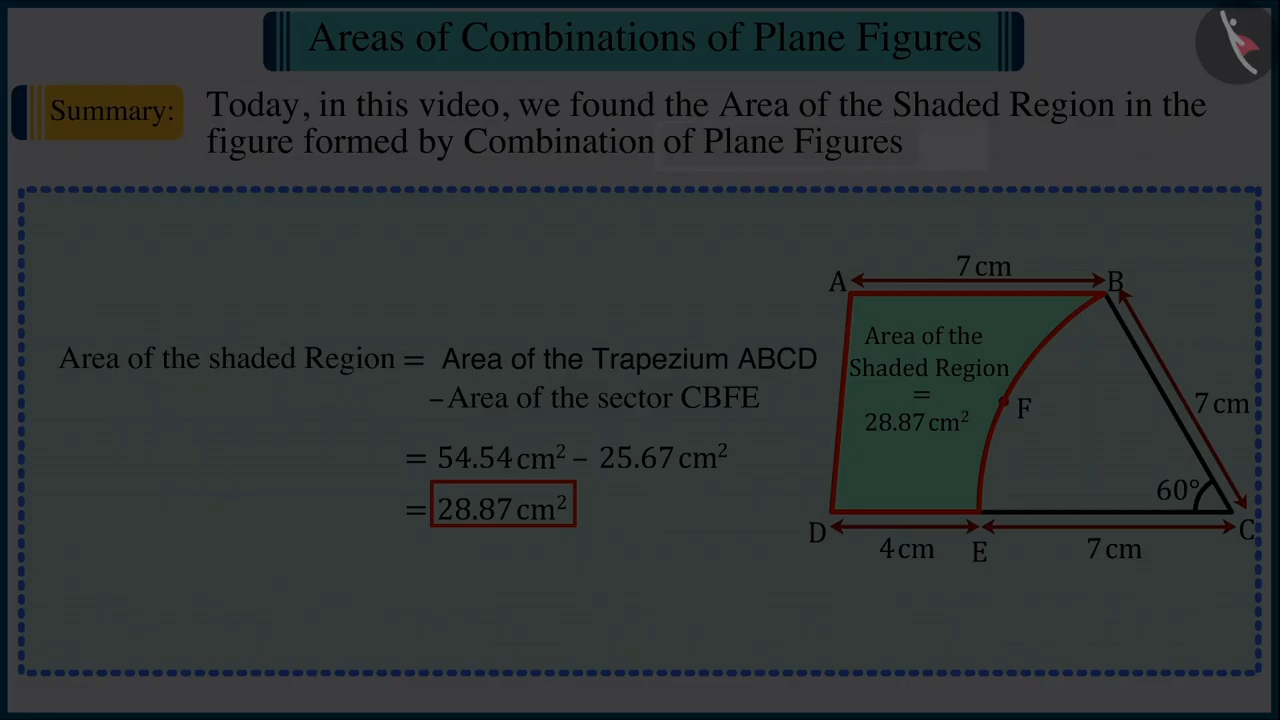 Areas of Combinations of Plane Figures
Summary:
Today, in this video, we found the Area of the Shaded Region in the
figure formed by Combination of Plane Figures
Area of the shaded Region = Area of the Trapezium ABCD
– Area of the sector CBFE
= 54.54 cm² – 25.67 cm²
= 28.87 cm²
7 cm
A
B
Area of the
Shaded Region
=
28.87 cm²
F
7 cm
60°
D
C
4 cm
E
7 cm